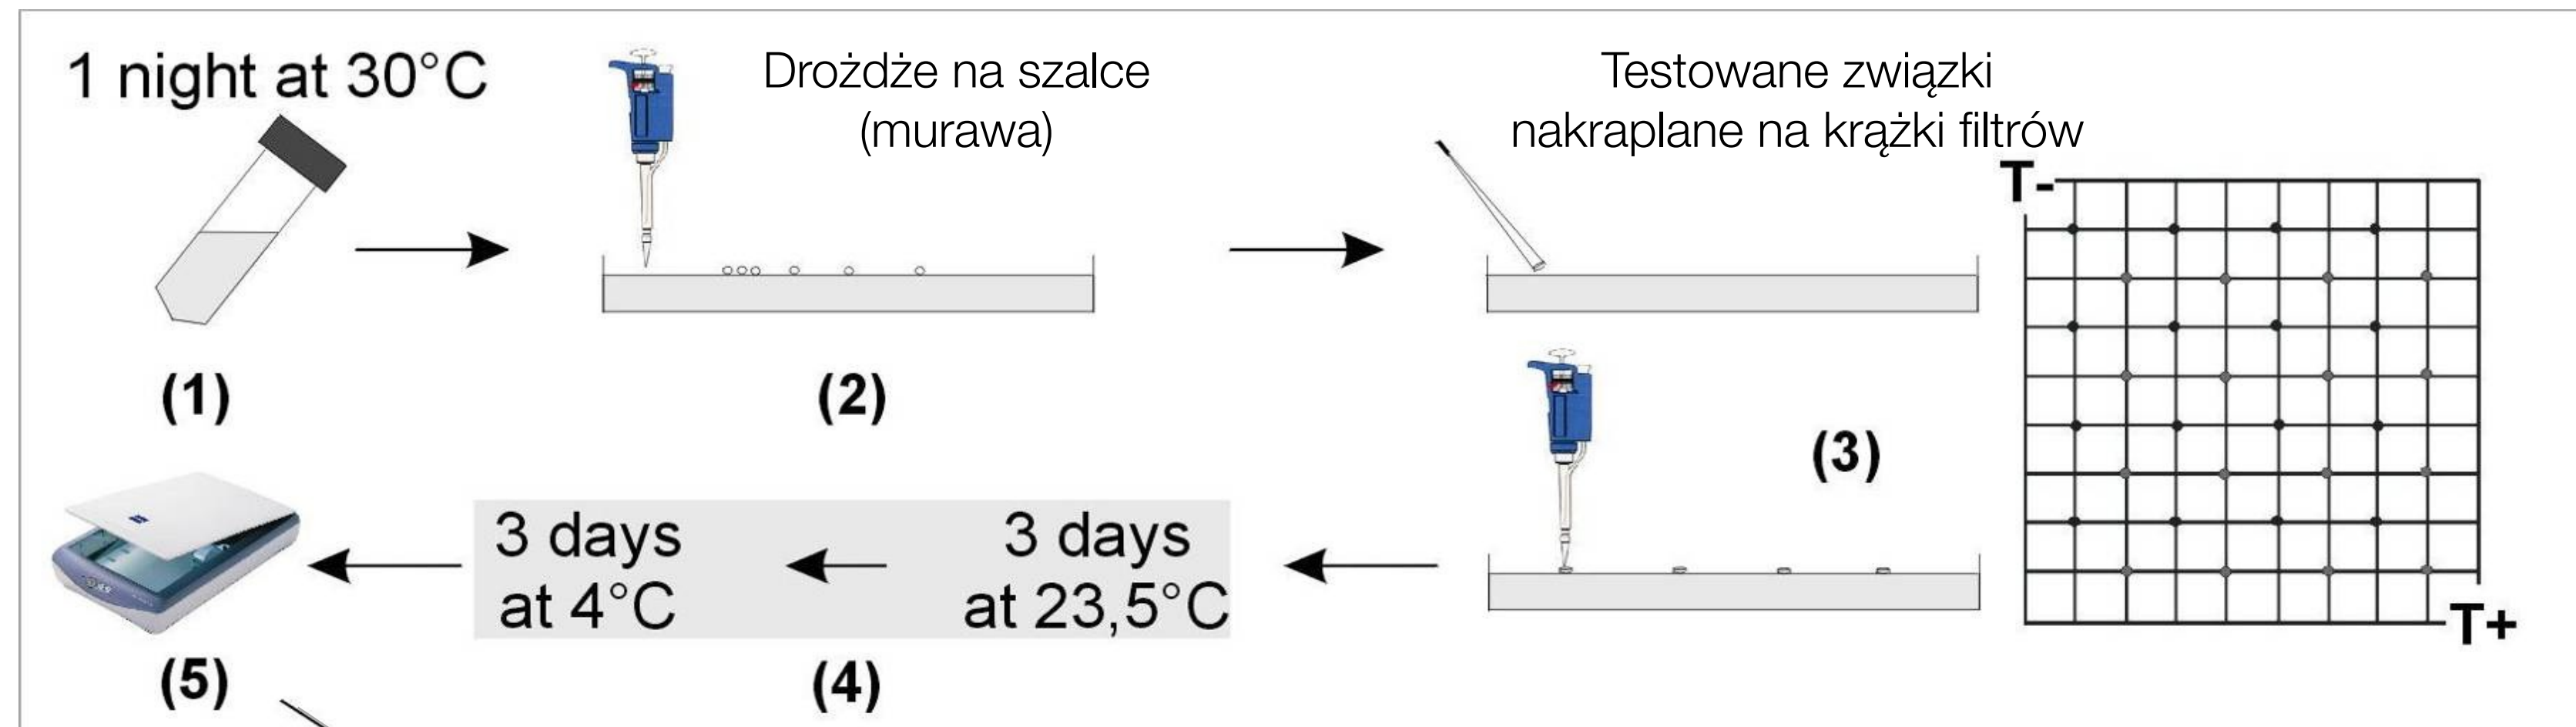 1 night at 30°C
Drożdże na szalce
(murawa)
Testowane związki
nakraplane na krążki filtrów
T-
(1)
(2)
(3)
T+
3 days
at 23,5°C
3 days
at 4°C
(4)
(5)